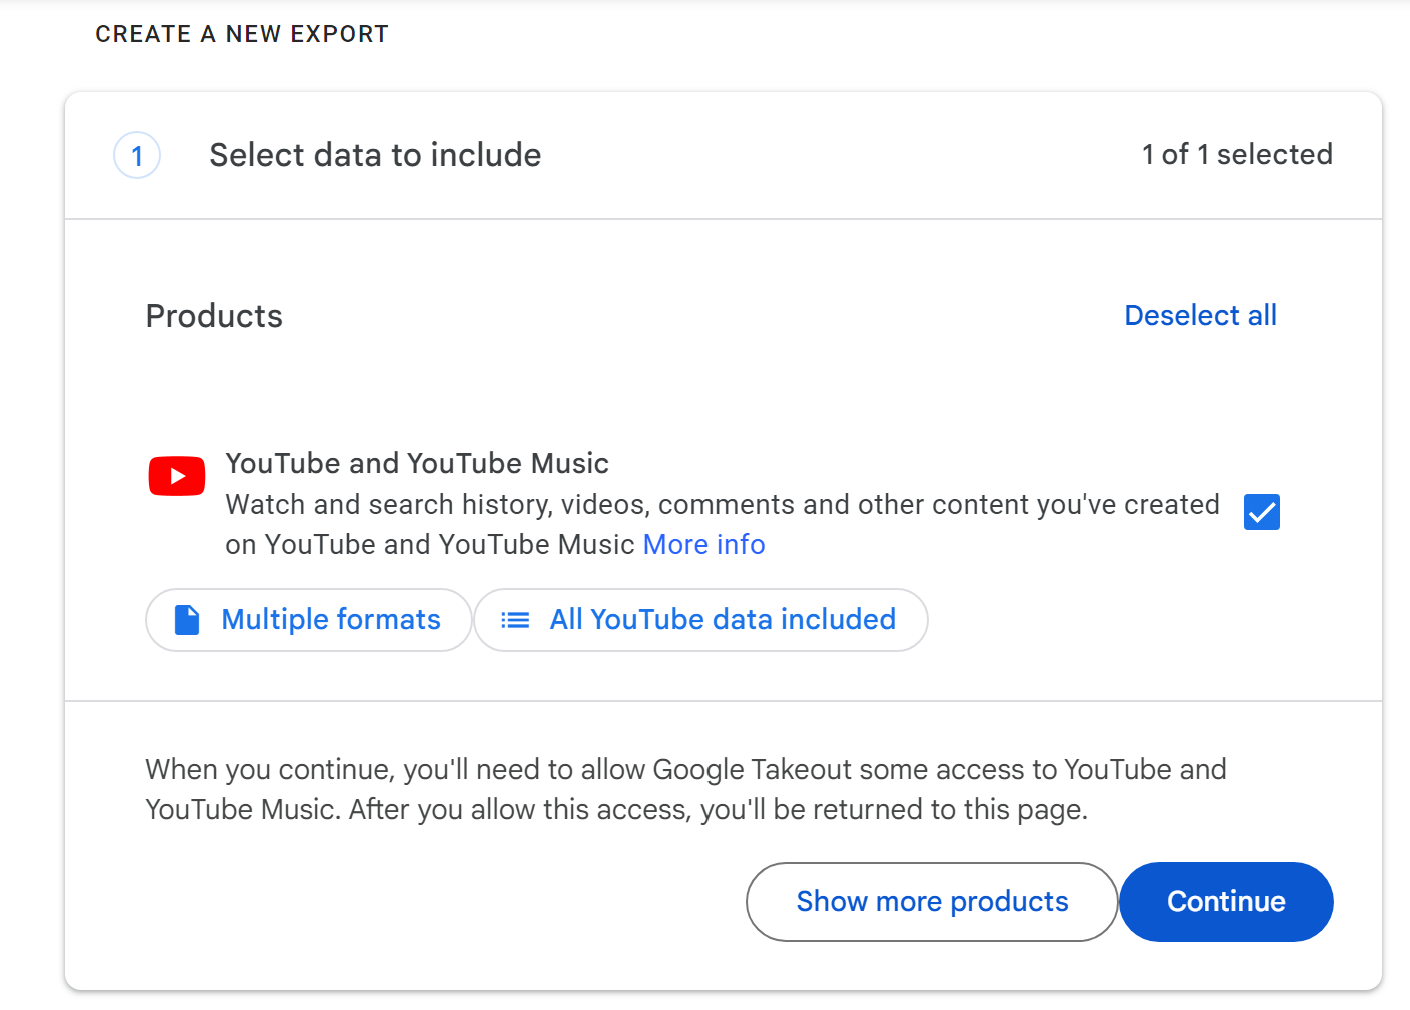 CREATE A NEW EXPORT
1
Select data to include
1 of 1 selected
Products
Deselect all
YouTube and YouTube Music
Watch and search history, videos, comments and other content you've created
on YouTube and YouTube Music More info
Multiple formats
All YouTube data included
When you continue, you'll need to allow Google Takeout some access to YouTube and
YouTube Music. After you allow this access, you'll be returned to this page.
Show more products
Continue